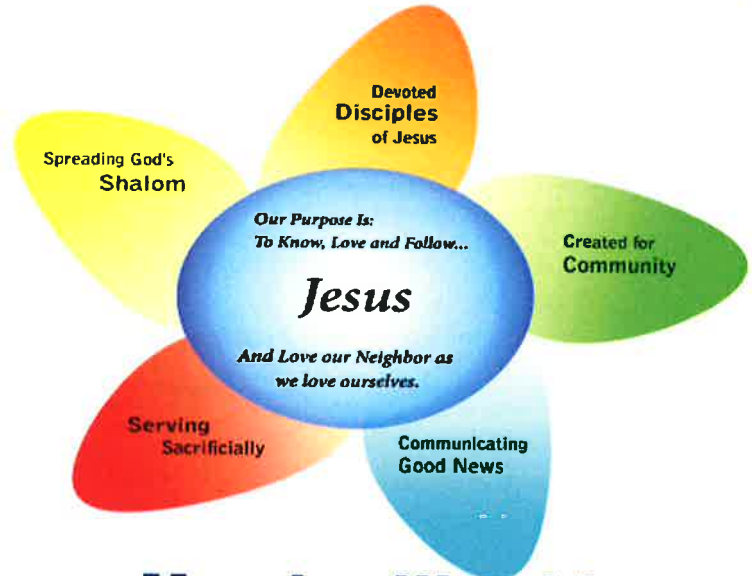 Devoted
Disciples
of Jesus
Spreading God's
Shalom
Created for
Community
Our Purpose Is:
To Know, Love and Follow...
Jesus
And Love our Neighbor as
we love ourselves.
Serving
Sacrificially
Communicating
Good News